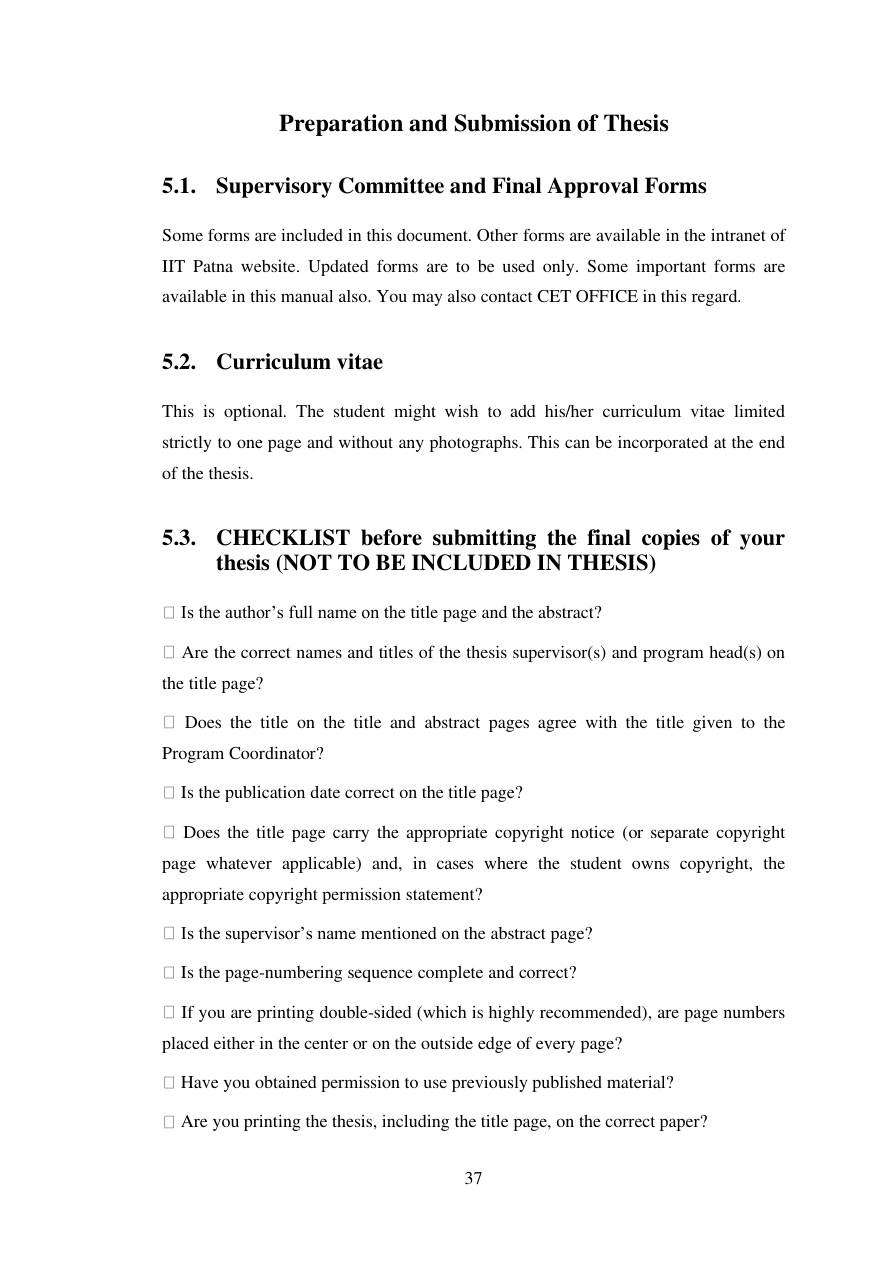 Preparation and Submission of Thesis
5.1. Supervisory Committee and Final Approval Forms
Some forms are included in this document. Other forms are available in the intranet of
IIT Patna website. Updated forms are to be used only. Some important forms are
available in this manual also. You may also contact CET OFFICE in this regard.
5.2. Curriculum vitae
This is optional. The student might wish to add his/her curriculum vitae limited
strictly to one page and without any photographs. This can be incorporated at the end
of the thesis.
5.3. CHECKLIST before submitting the final copies of your
thesis (NOT TO BE INCLUDED IN THESIS)
□ Is the author’s full name on the title page and the abstract?
□ Are the correct names and titles of the thesis supervisor(s) and program head(s) on
the title page?
□ Does the title on the title and abstract pages agree with the title given to the
Program Coordinator?
□ Is the publication date correct on the title page?
□ Does the title page carry the appropriate copyright notice (or separate copyright
page whatever applicable) and, in cases where the student owns copyright, the
appropriate copyright permission statement?
□ Is the supervisor’s name mentioned on the abstract page?
□ Is the page-numbering sequence complete and correct?
□ If you are printing double-sided (which is highly recommended), are page numbers
placed either in the center or on the outside edge of every page?
□ Have you obtained permission to use previously published material?
□ Are you printing the thesis, including the title page, on the correct paper?
37